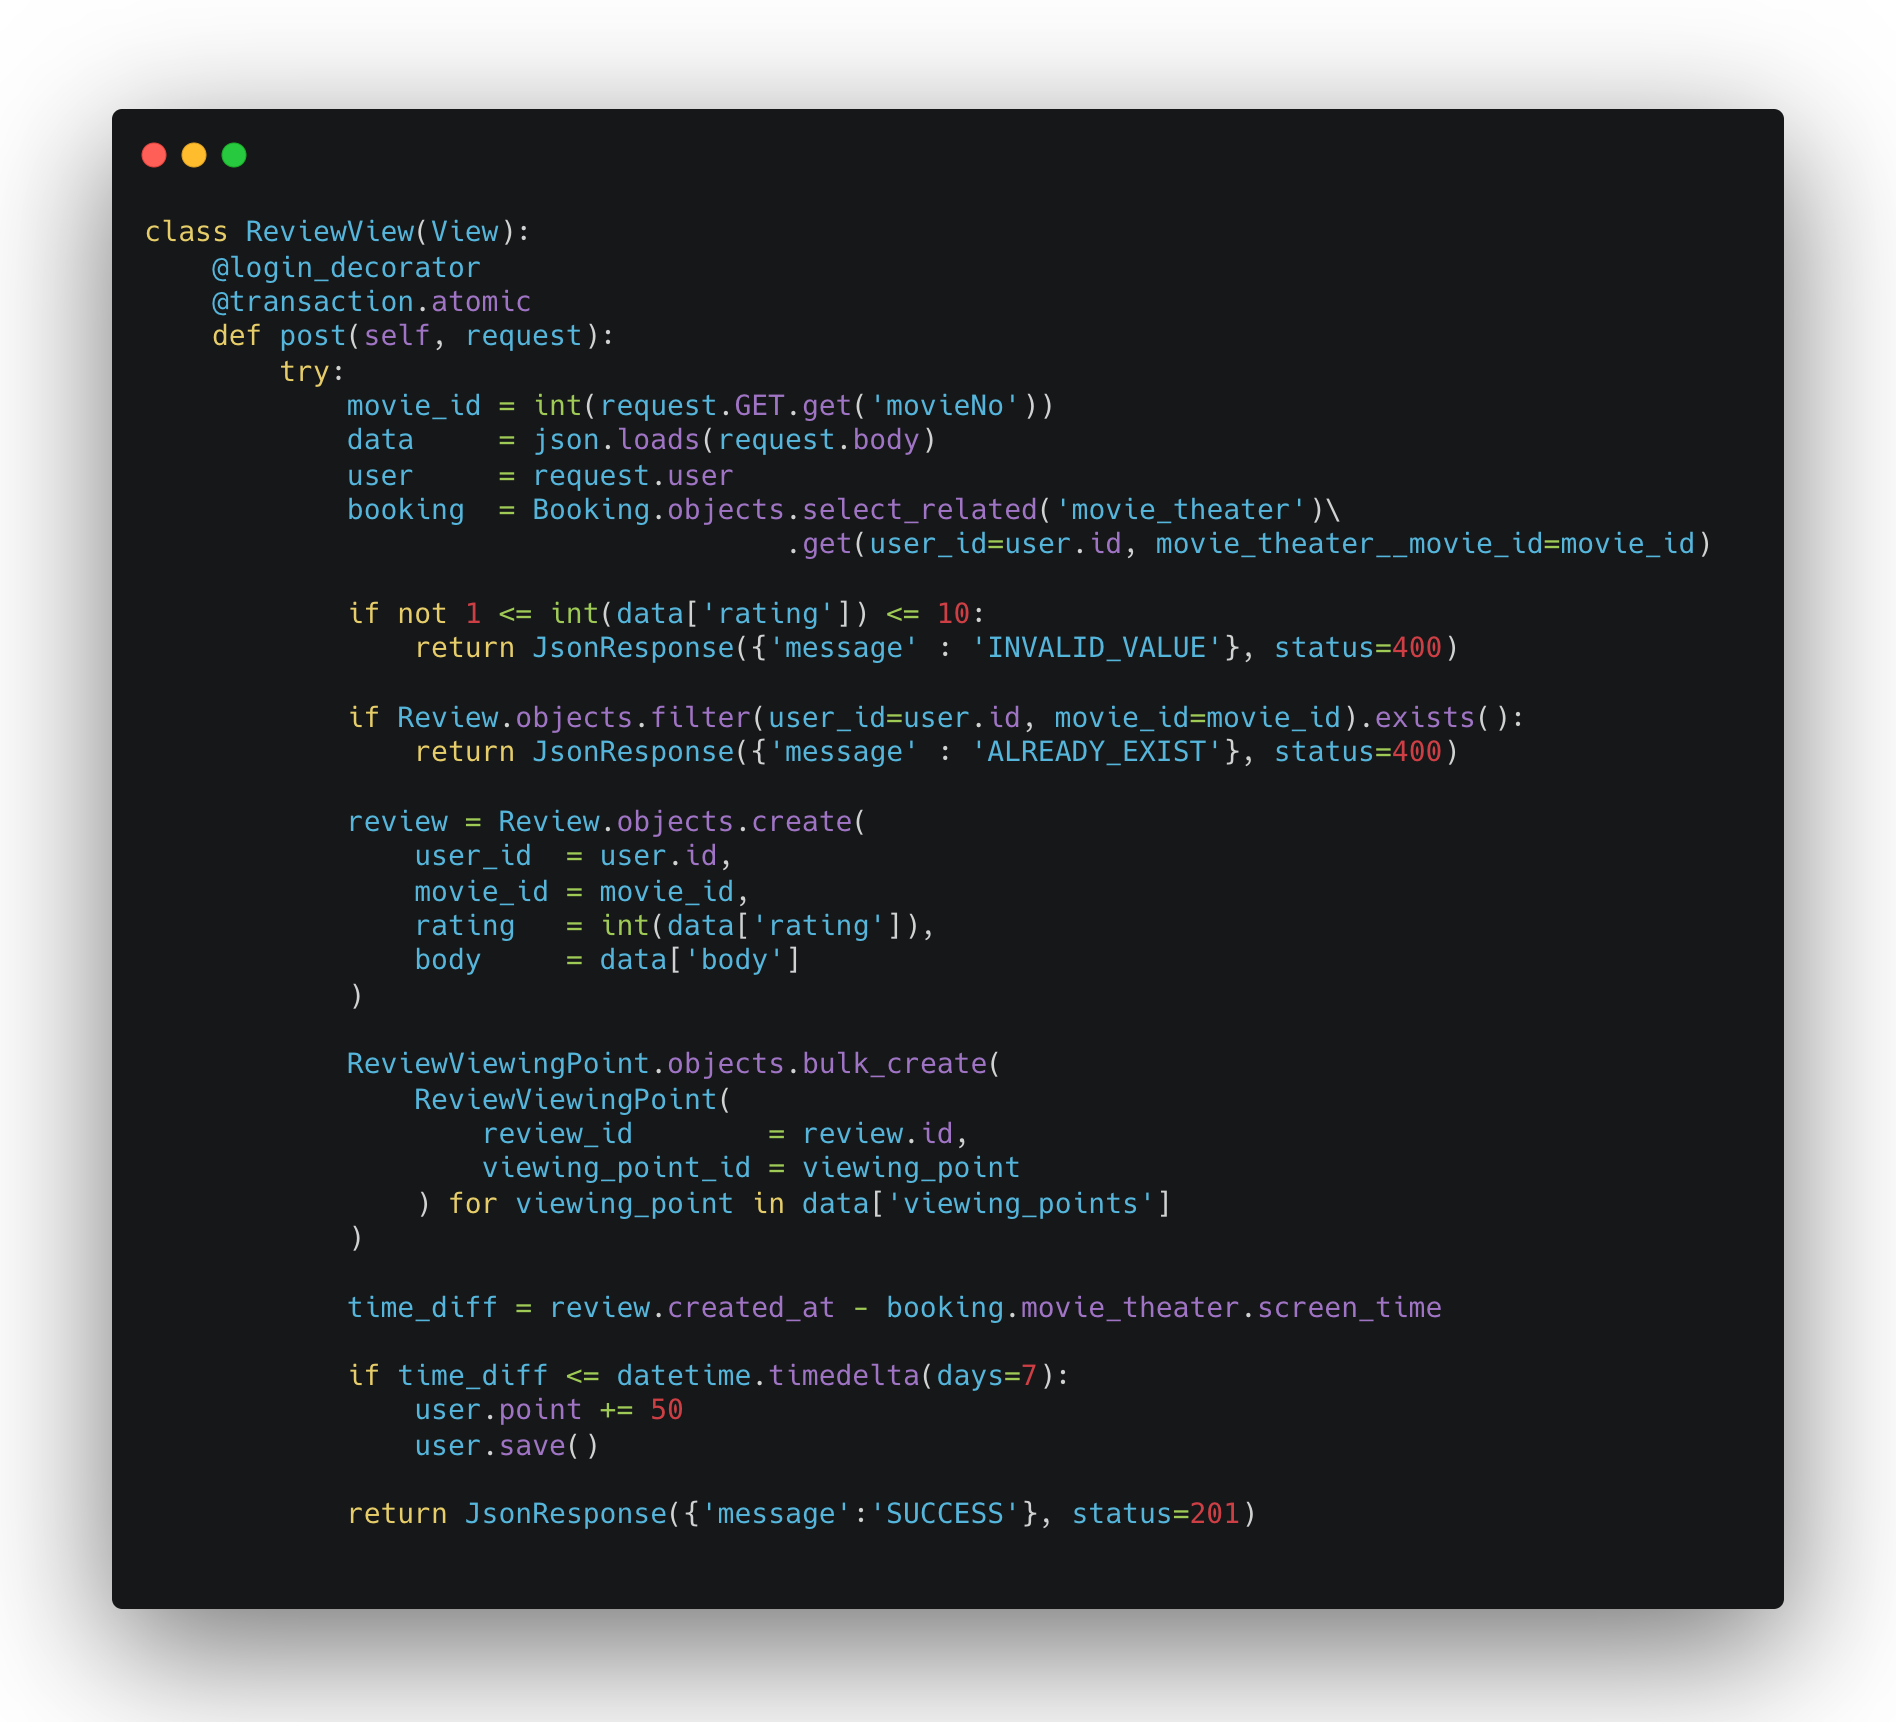 class ReviewView(View):
    @login_decorator
    @transaction.atomic
    def post(self, request):
        try:
            movie_id = int(request.GET.get('movieNo'))
            data     = json.loads(request.body)
            user     = request.user
            booking  = Booking.objects.select_related('movie_theater')\
                                      .get(user_id=user.id, movie_theater__movie_id=movie_id)

            if not 1 <= int(data['rating']) <= 10:
                return JsonResponse({'message' : 'INVALID_VALUE'}, status=400)

            if Review.objects.filter(user_id=user.id, movie_id=movie_id).exists():
                return JsonResponse({'message' : 'ALREADY_EXIST'}, status=400)

            review = Review.objects.create(
                user_id  = user.id,
                movie_id = movie_id,
                rating   = int(data['rating']),
                body     = data['body']
            )

            ReviewViewingPoint.objects.bulk_create(
                ReviewViewingPoint(
                    review_id        = review.id,
                    viewing_point_id = viewing_point
                ) for viewing_point in data['viewing_points']
            )

            time_diff = review.created_at - booking.movie_theater.screen_time

            if time_diff <= datetime.timedelta(days=7):
                user.point += 50
                user.save()

            return JsonResponse({'message':'SUCCESS'}, status=201)